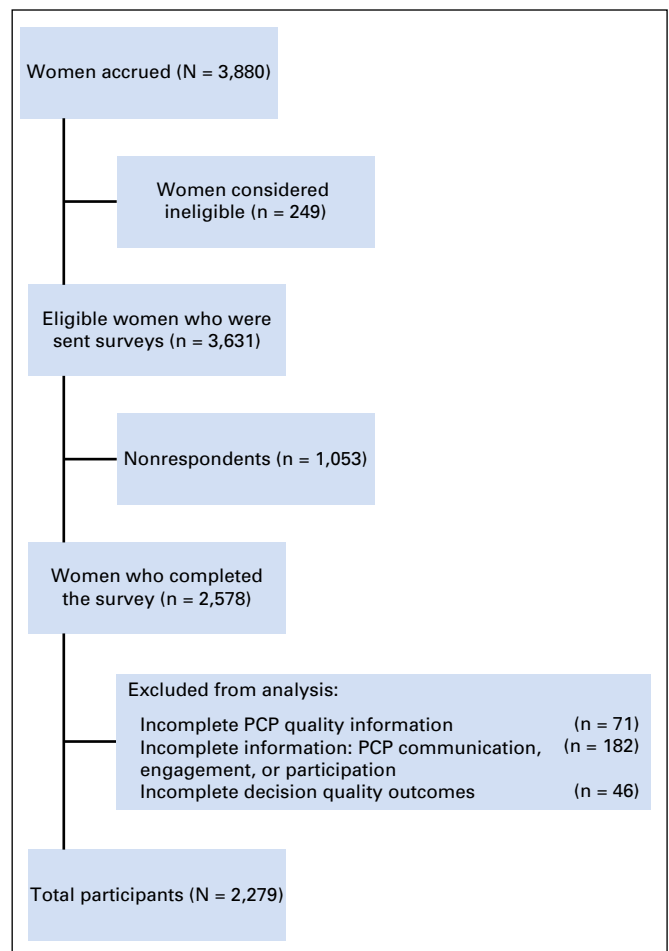 Women accrued (N = 3,880)
Women considered
ineligible (n = 249)
Eligible women who were
sent surveys (n = 3,631)
Nonrespondents (n = 1,053)
Women who completed
the survey (n = 2,578)
Excluded from analysis:
Incomplete PCP quality information (n = 71)
Incomplete information: PCP communication, (n = 182)
engagement, or participation
Incomplete decision quality outcomes (n = 46)
Total participants (N = 2,279)